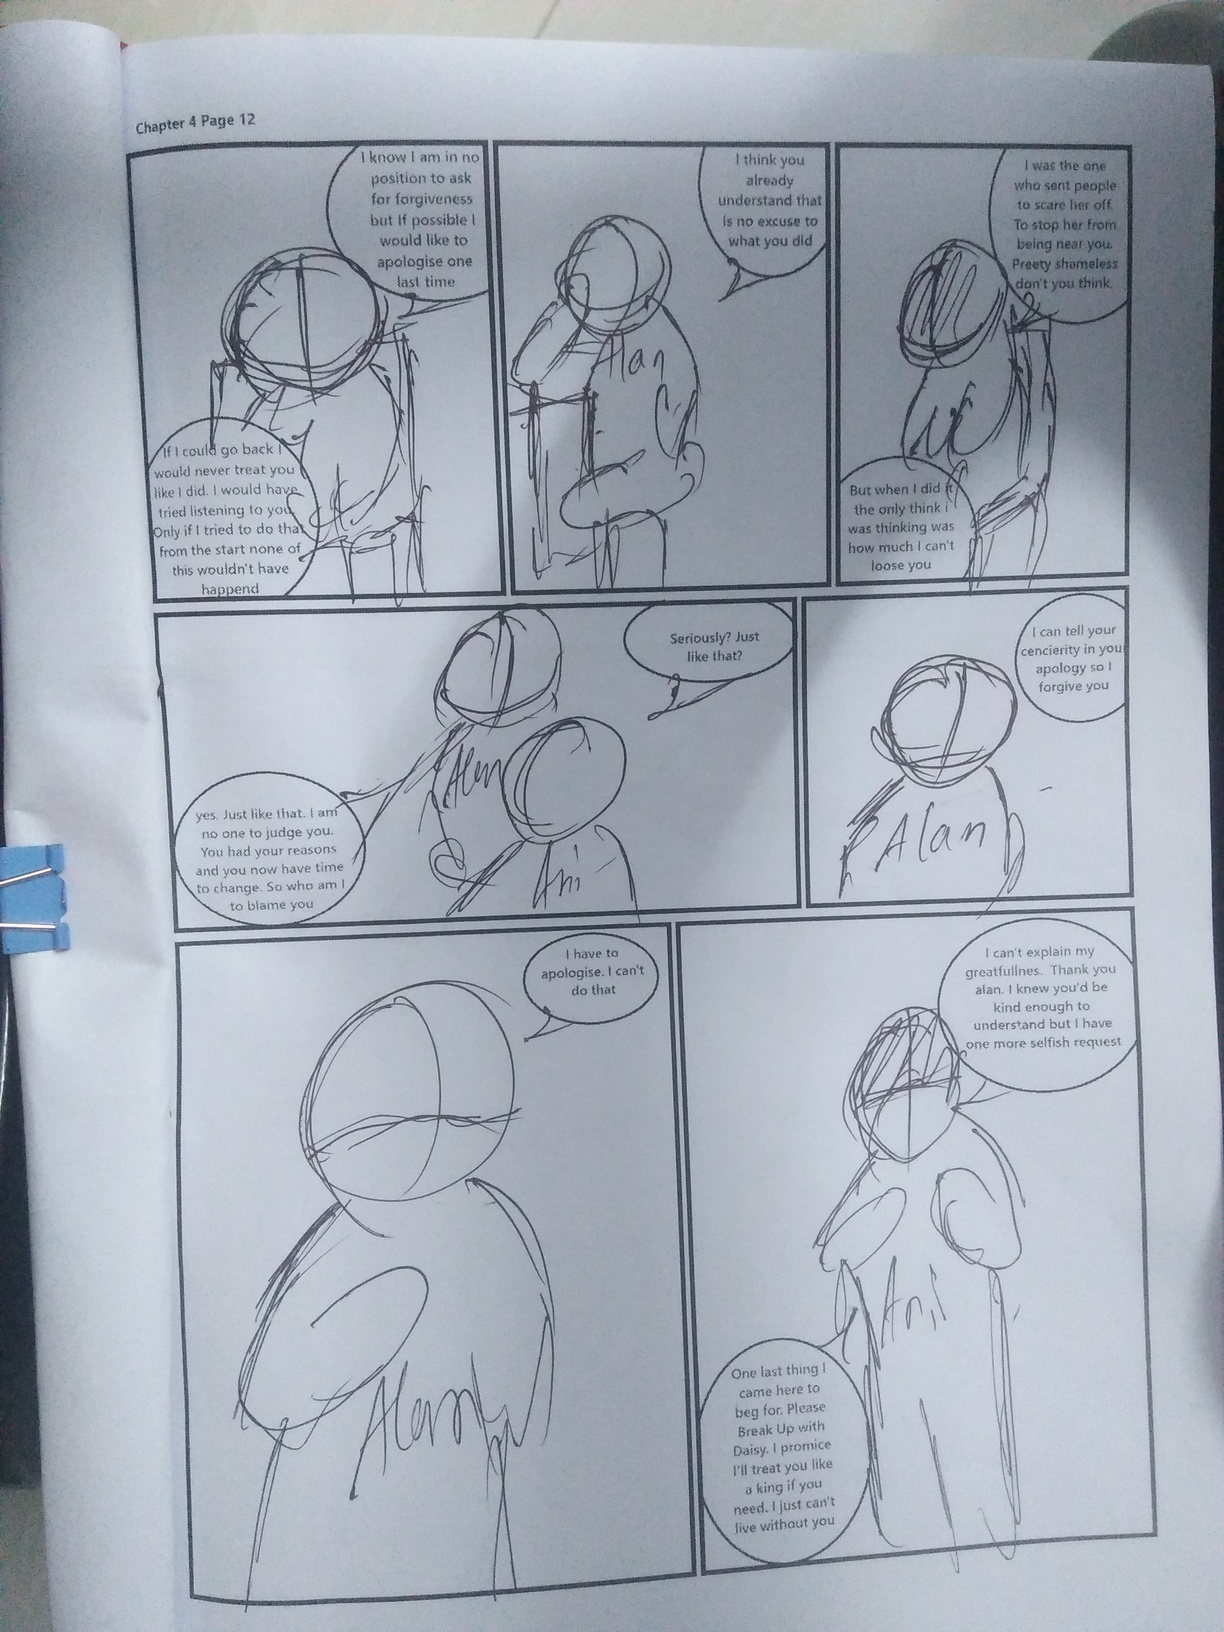 Chapter 4 Page 12
I know I am in no
position to ask
for forgiveness
but If possible I
would like to
apologise one
last time
If I could go back I
would never treat you
like I did. I would have
tried listening to you
Only if I tried to do that
from the start none of
this wouldn't have
happend
I think you
already
understand that
is no excuse to
what you did
Alan
I was the one
who sent people
to scare her off.
To stop her from
being near you.
Preety shameless
don't you think.
But when I did it
the only think i
was thinking was
how much I can't
loose you
Seriously? Just
like that?
Alan
yes. Just like that. I am
no one to judge you.
You had your reasons
and you now have time
to change. So who am I
to blame you
Ani
I can tell your
cencierity in you
apology so I
forgive you
Alan
I have to
apologise. I can't
do that
Alan
I can't explain my
greatfullnes. Thank you
alan. I knew you'd be
kind enough to
understand but I have
one more selfish request
Ani
One last thing I
came here to
beg for. Please
Break Up with
Daisy. I promice
I'll treat you like
a king if you
need. I just can't
live without you